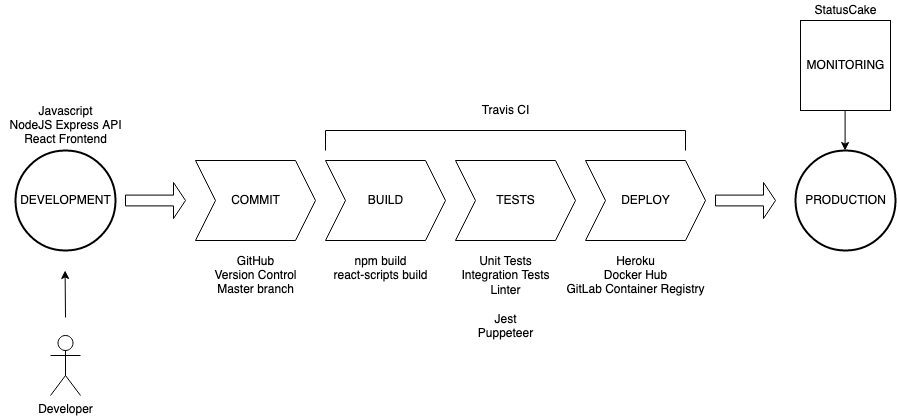 StatusCake
MONITORING
Travis CI
Javascript
NodeJS Express API
React Frontend
DEVELOPMENT
COMMIT
BUILD
TESTS
DEPLOY
PRODUCTION
GitHub
Version Control
Master branch
npm build
react-scripts build
Unit Tests
Integration Tests
Linter
Jest
Puppeteer
Heroku
Docker Hub
GitLab Container Registry
Developer